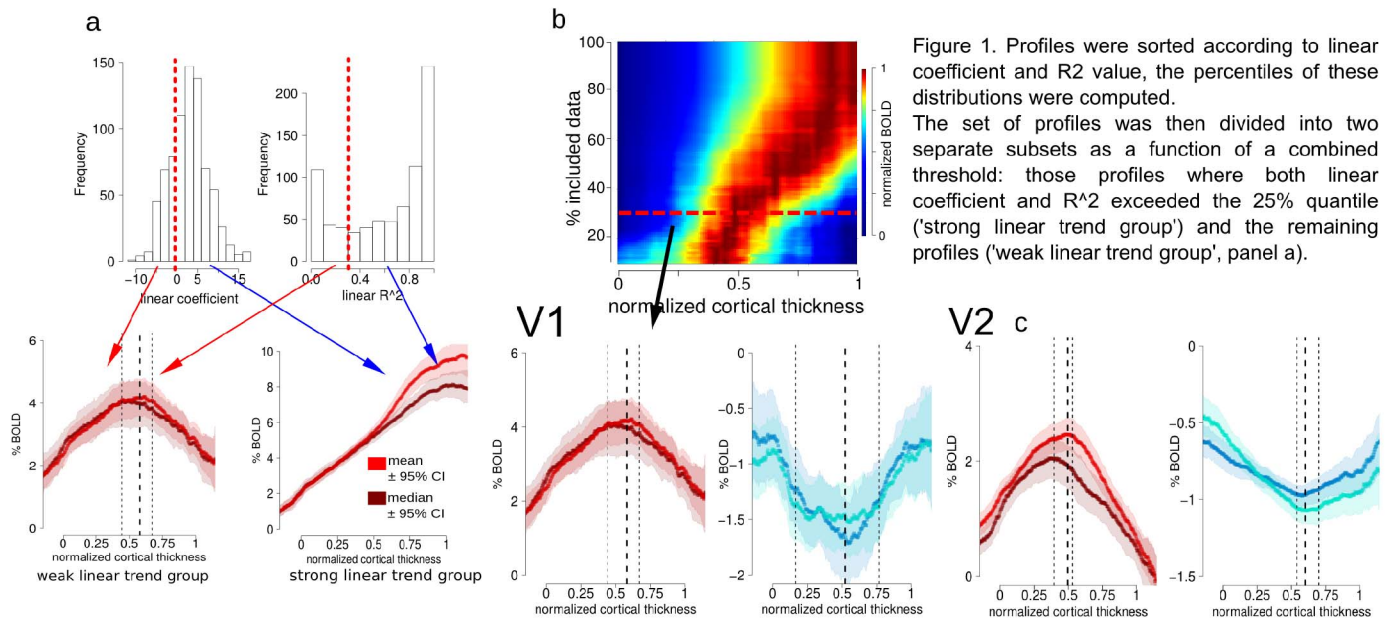 a
150
100
50
0
Frequency
−10
0
5
15
linear coefficient
200
150
100
50
0
Frequency
0.0
0.4
0.8
linear R^2
b
100
80
60
40
20
% included data
0
0.5
1
normalized cortical thickness
1
0
normalized BOLD
Figure 1. Profiles were sorted according to linear
coefficient and R2 value, the percentiles of these
distributions were computed.
The set of profiles was then divided into two
separate subsets as a function of a combined
threshold: those profiles where both linear
coefficient and R^2 exceeded the 25% quantile
('strong linear trend group') and the remaining
profiles ('weak linear trend group', panel a).
6
4
2
0
% BOLD
0
0.25
0.5
0.75
1
normalized cortical thickness
weak linear trend group
10
8
6
4
2
0
% BOLD
mean
± 95% CI
median
± 95% CI
0
0.25
0.5
0.75
1
normalized cortical thickness
strong linear trend group
V1
6
4
2
0
% BOLD
0
0.25
0.5
0.75
1
normalized cortical thickness
0
−0.5
−1
−1.5
−2
% BOLD
0
0.25
0.5
0.75
1
normalized cortical thickness
V2 c
4
2
0
% BOLD
0
0.25
0.5
0.75
1
normalized cortical thickness
0
−0.5
−1
−1.5
% BOLD
0
0.25
0.5
0.75
1
normalized cortical thickness